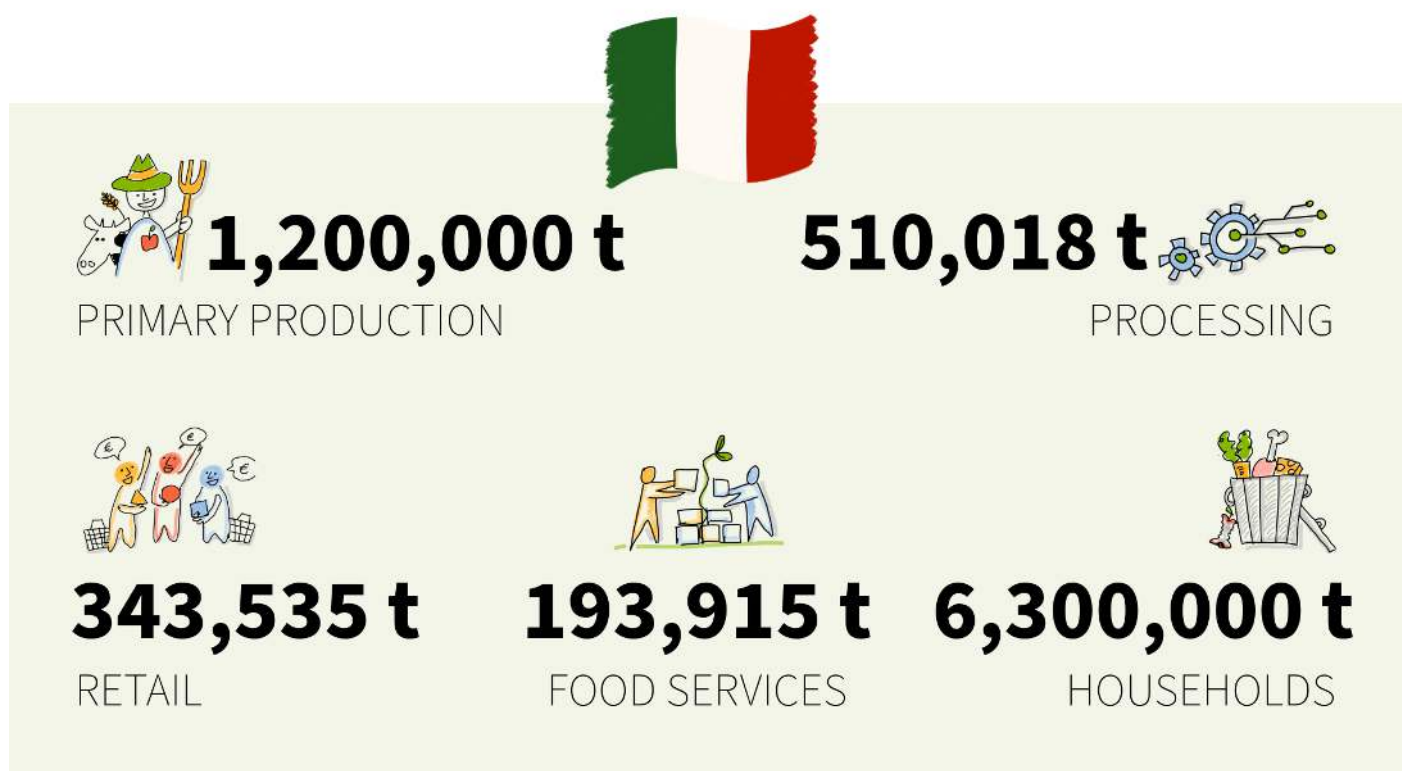 1,200,000 t
PRIMARY PRODUCTION
510,018 t
PROCESSING
€
€
€
343,535 t
RETAIL
193,915 t
FOOD SERVICES
6,300,000 t
HOUSEHOLDS